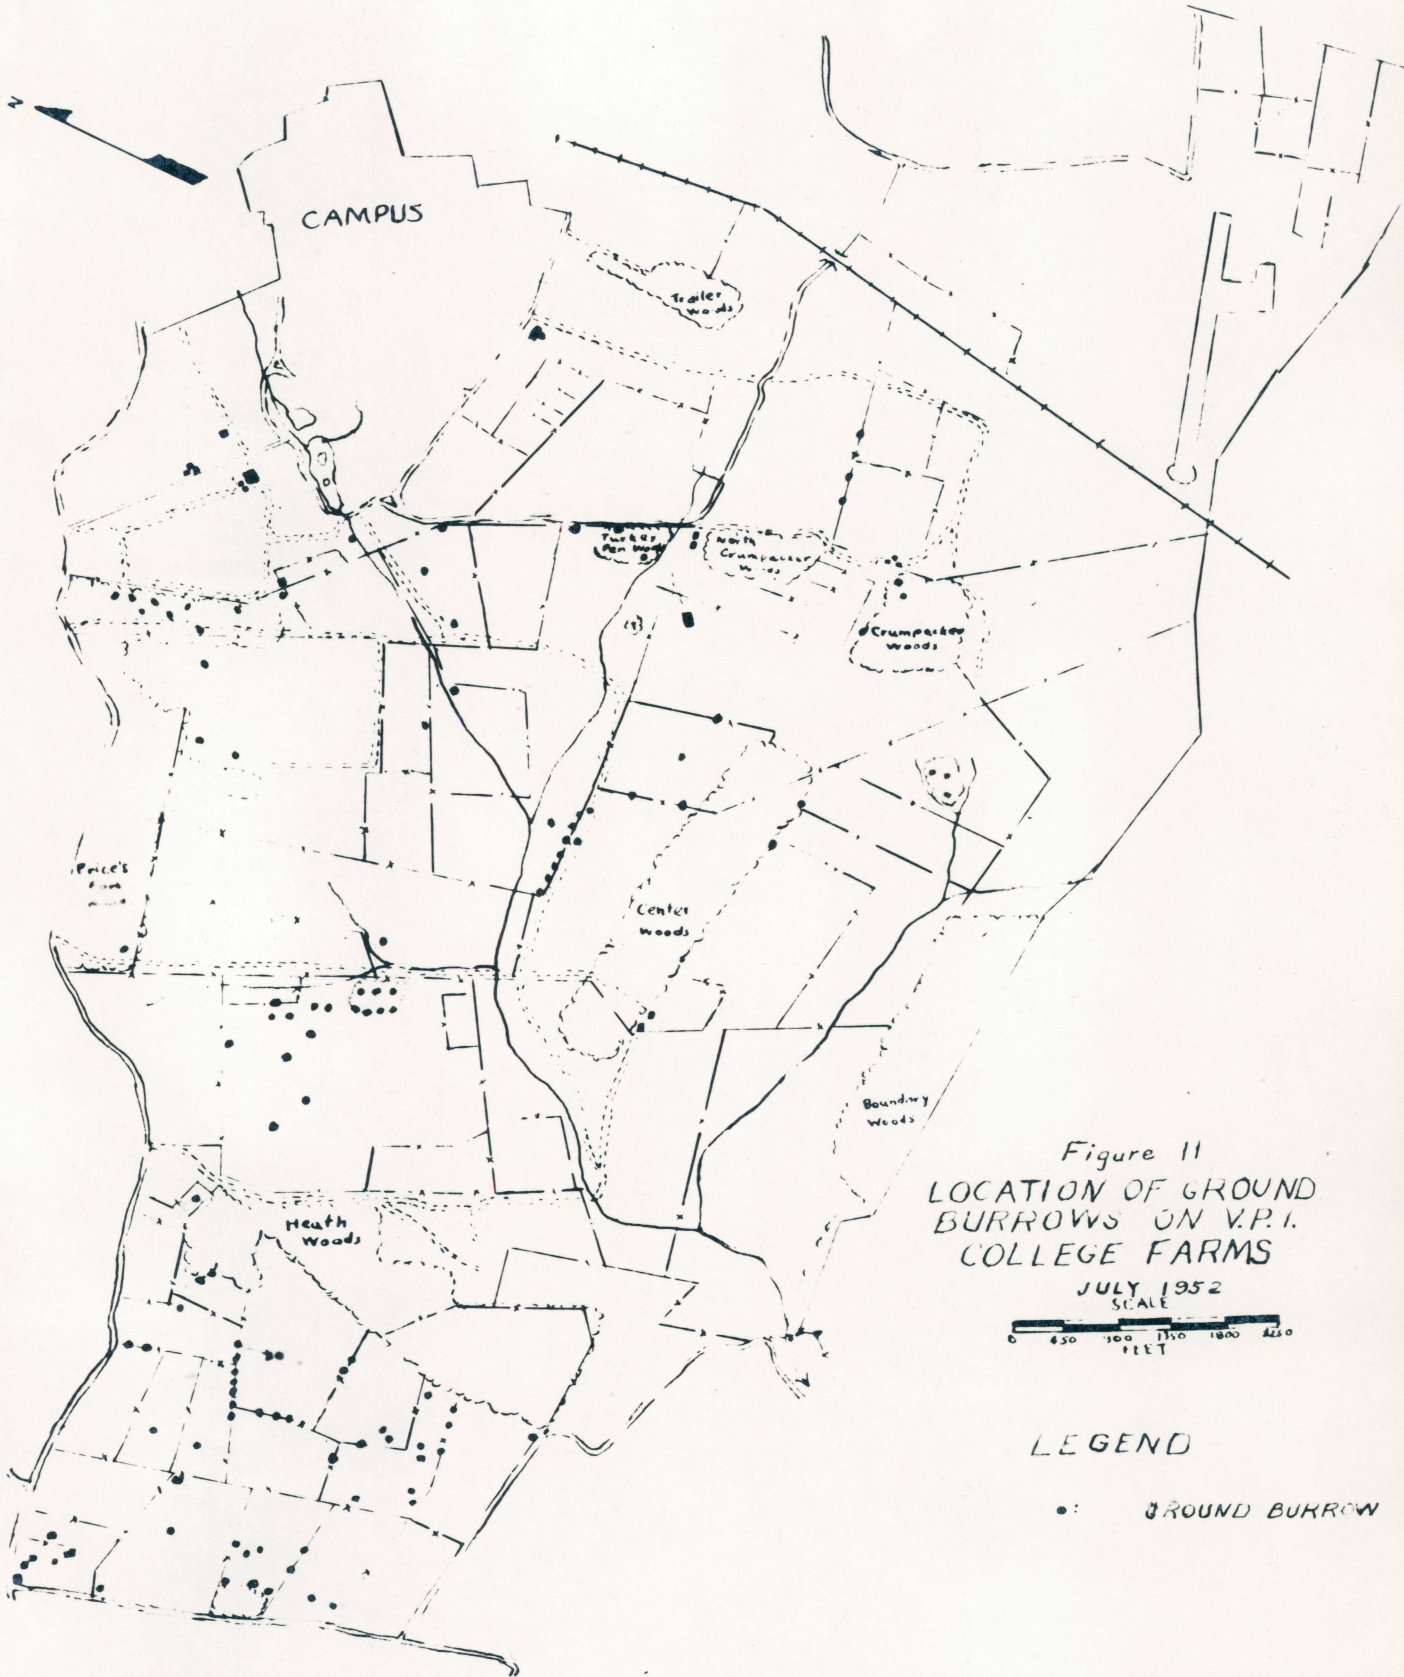 N
CAMPUS
Trailer
Woods
Turkey
Pen Woods
North
Crumpacker
Woods
Crumpacker
Woods
Price's
Center
Woods
Boundary
Woods
Heath
Woods
Figure 11
LOCATION OF GROUND
BURROWS ON V.P.I.
COLLEGE FARMS
JULY 1952
SCALE
0 450 900 1350 1800 2250
FEET
LEGEND
: GROUND BURROW